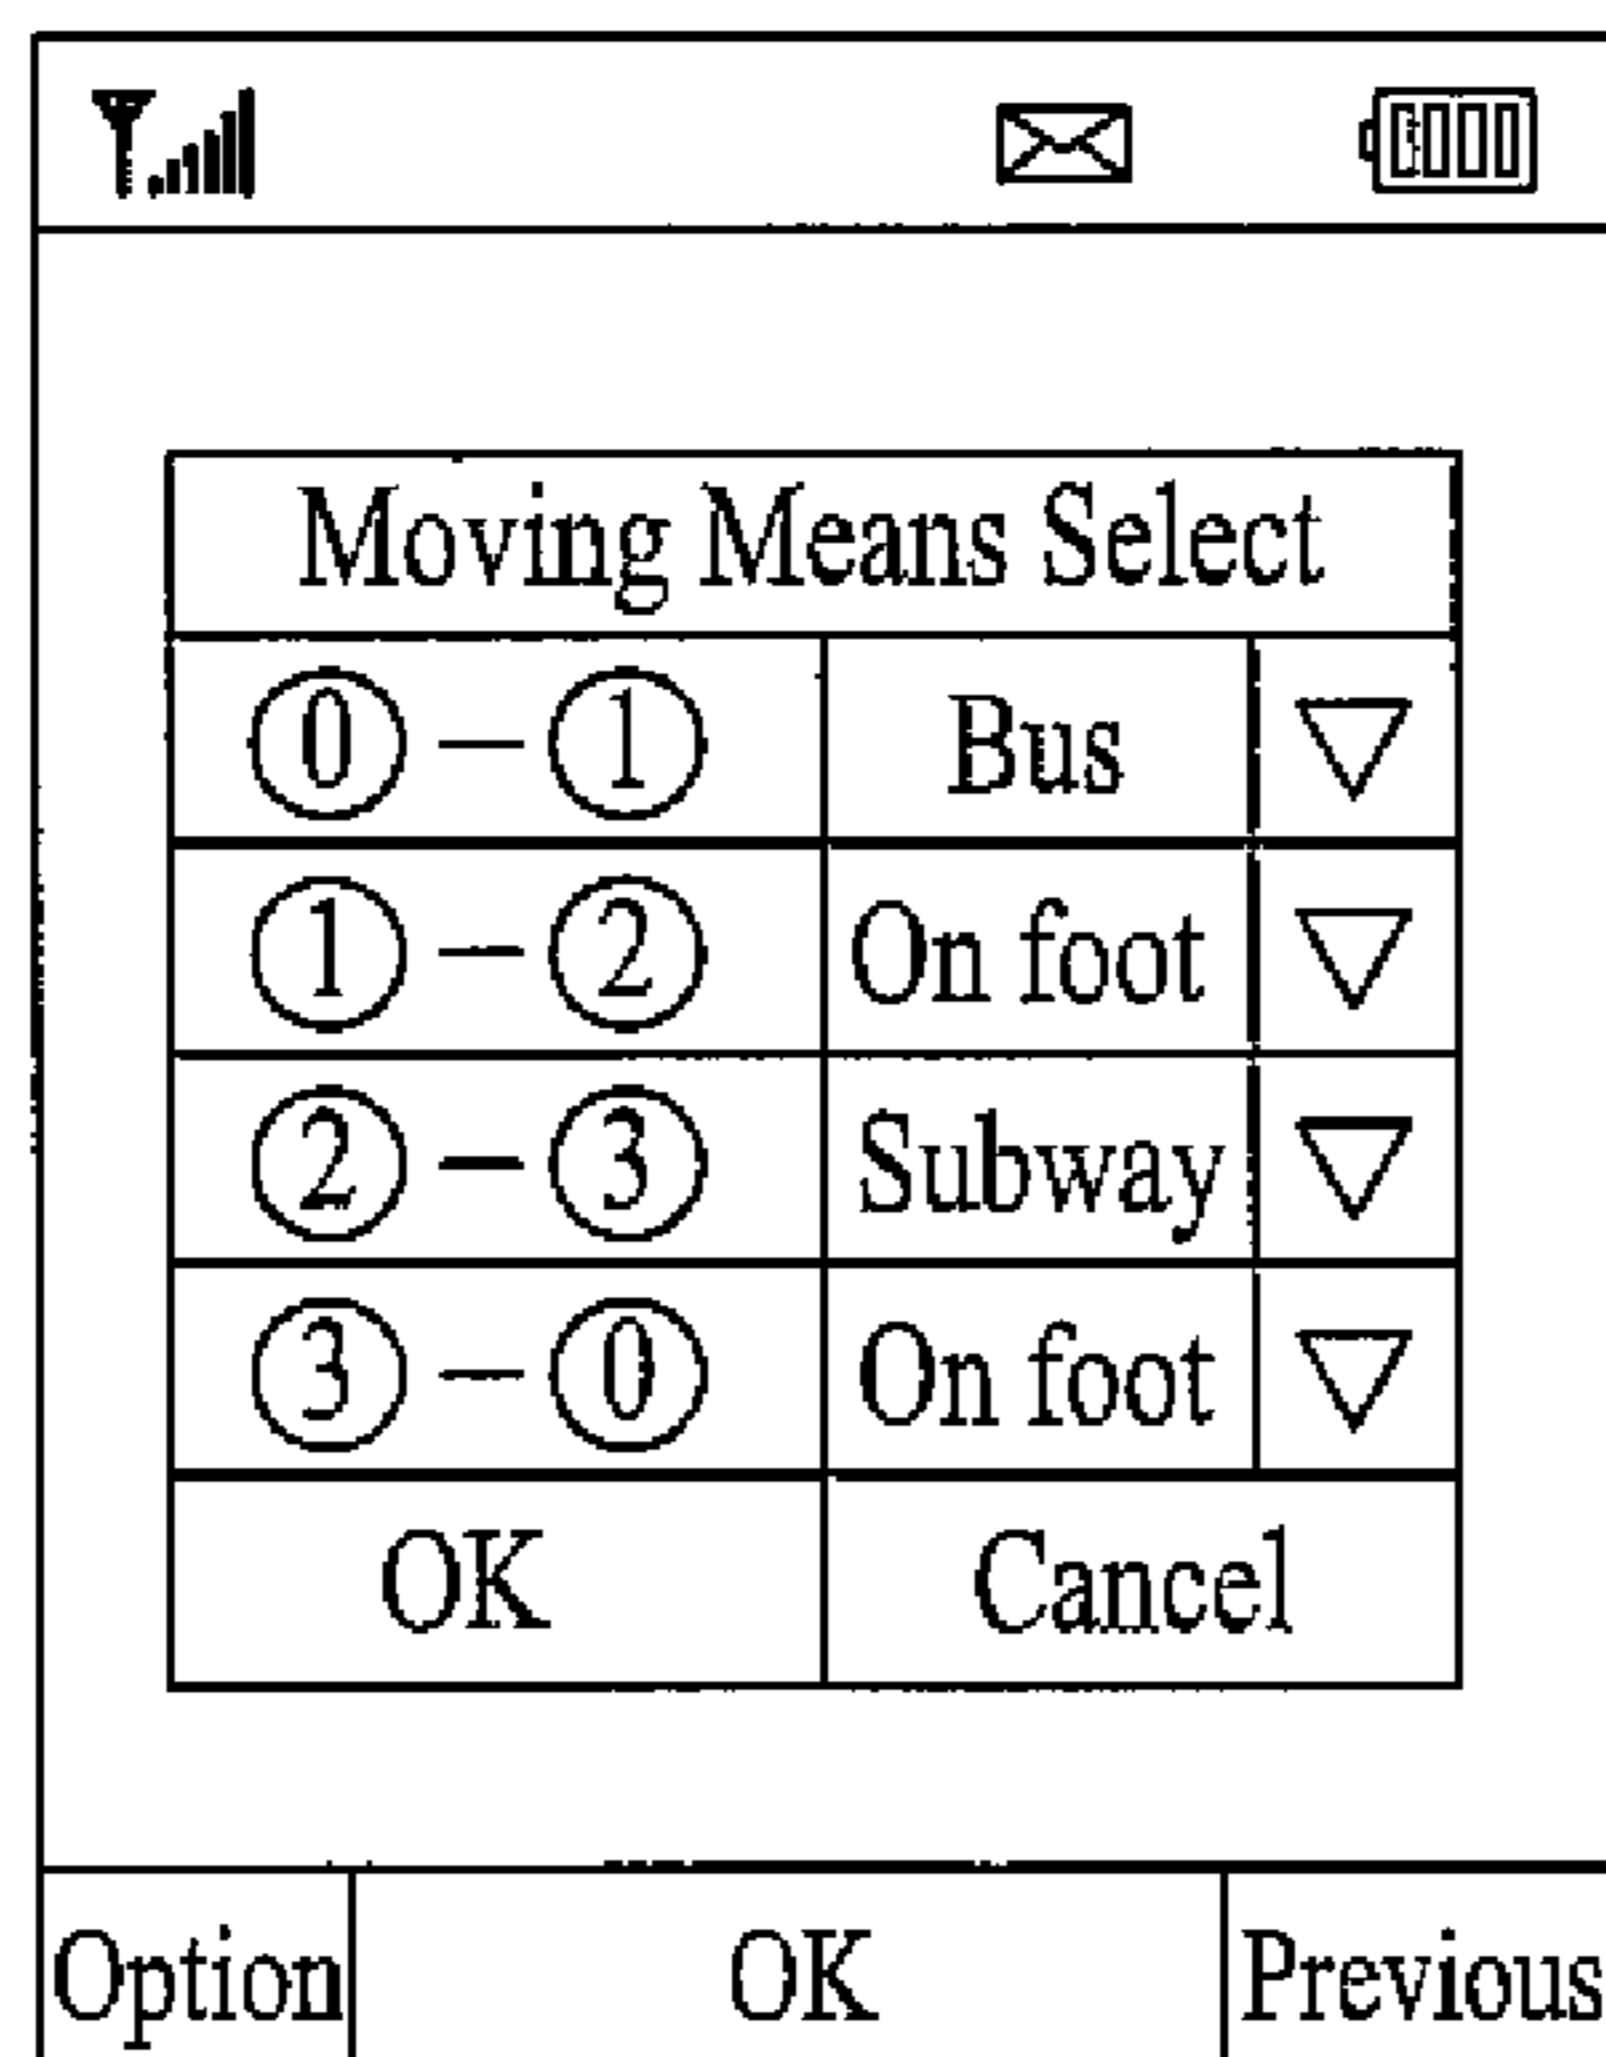 Moving Means Select
⓪–① Bus ▽
①–② On foot ▽
②–③ Subway ▽
③–⓪ On foot ▽
OK Cancel
Option OK Previous